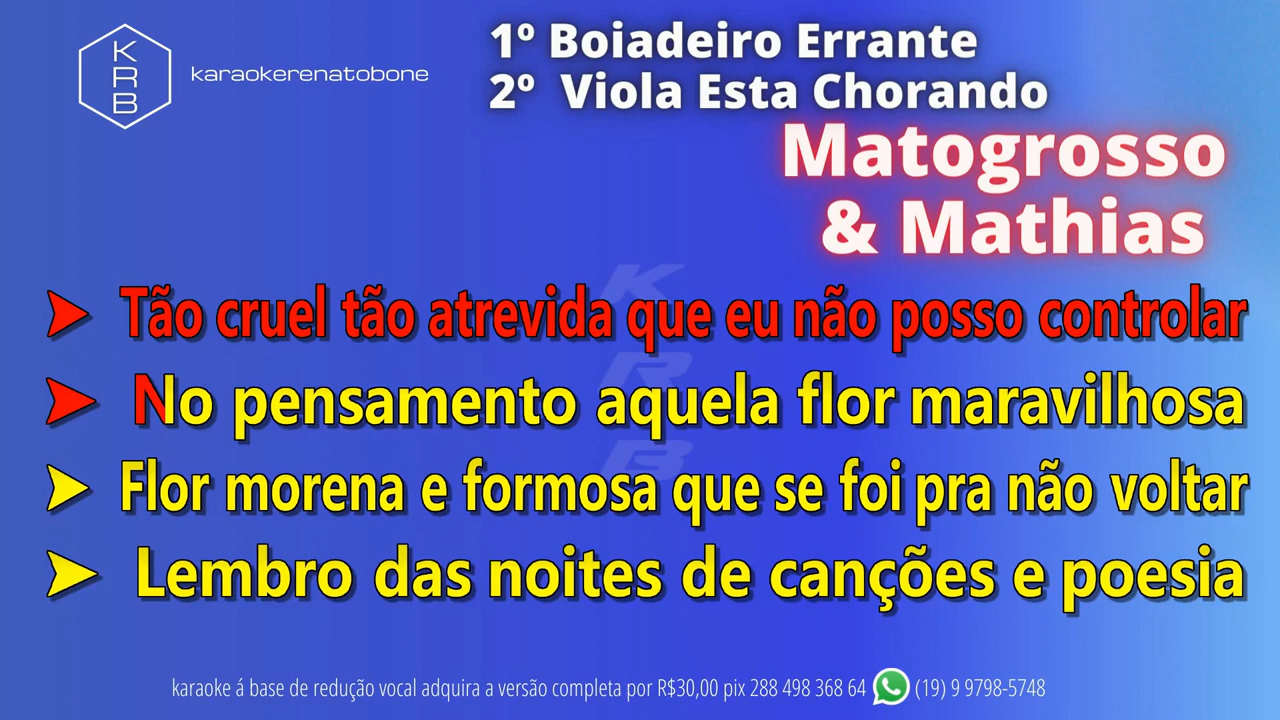 KRB
karaokerenatobone
1º Boiadeiro Errante
2º Viola Esta Chorando
Matogrosso
& Mathias
➤ Tão cruel tão atrevida que eu não posso controlar
➤ No pensamento aquela flor maravilhosa
➤ Flor morena e formosa que se foi pra não voltar
➤ Lembro das noites de canções e poesia
KRB
karaoke á base de redução vocal adquira a versão completa por R$30,00 pix 288 498 368 64 (19) 9 9798-5748